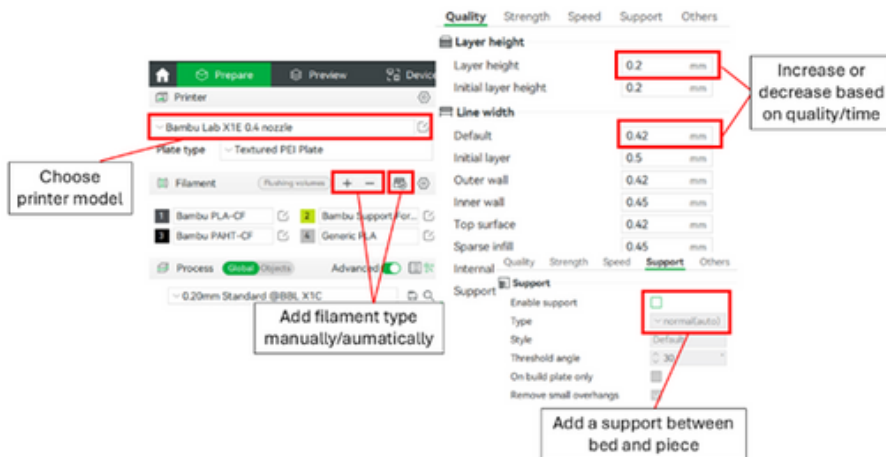 Prepare
Preview
Device
Printer
Bambu Lab X1E 0.4 nozzle
Plate type
Textured PEI Plate
Filament
Flushing volumes
+
−
1
Bambu PLA-CF
2
Bambu Support For...
3
Bambu PAHT-CF
4
Generic PLA
Process
Global
Objects
Advanced
0.20mm Standard @BBL X1C
Choose
printer model
Add filament type
manually/aumatically
Quality Strength Speed Support Others
Layer height
Layer height 0.2 mm
Initial layer height 0.2 mm
Line width
Default 0.42 mm
Initial layer 0.5 mm
Outer wall 0.42 mm
Inner wall 0.45 mm
Top surface 0.42 mm
Sparse infill 0.45 mm
Internal
Support
Increase or
decrease based
on quality/time
Quality Strength Speed Support Others
Support
Enable support
Type normal(auto)
Style Default
Threshold angle 30 °
On build plate only
Remove small overhangs
Add a support between
bed and piece